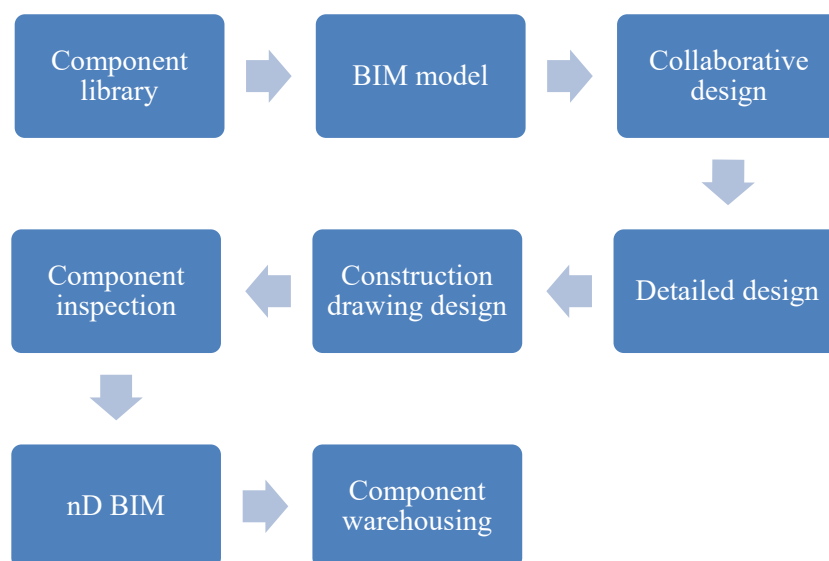 Component
library
BIM model
Collaborative
design
Detailed design
Construction
drawing design
Component
inspection
nD BIM
Component
warehousing